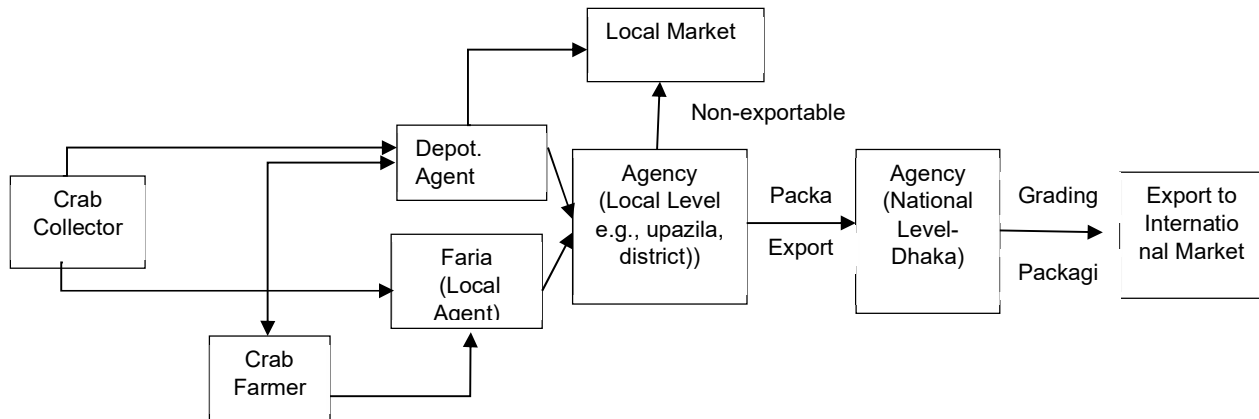 Local Market
Non-exportable
Depot.
Agent
Crab
Collector
Faria
(Local
Agent)
Crab
Farmer
Agency
(Local Level
e.g., upazila,
district))
Packa
Export
Agency
(National
Level-
Dhaka)
Grading
Packagi
Export to
Internatio
nal Market